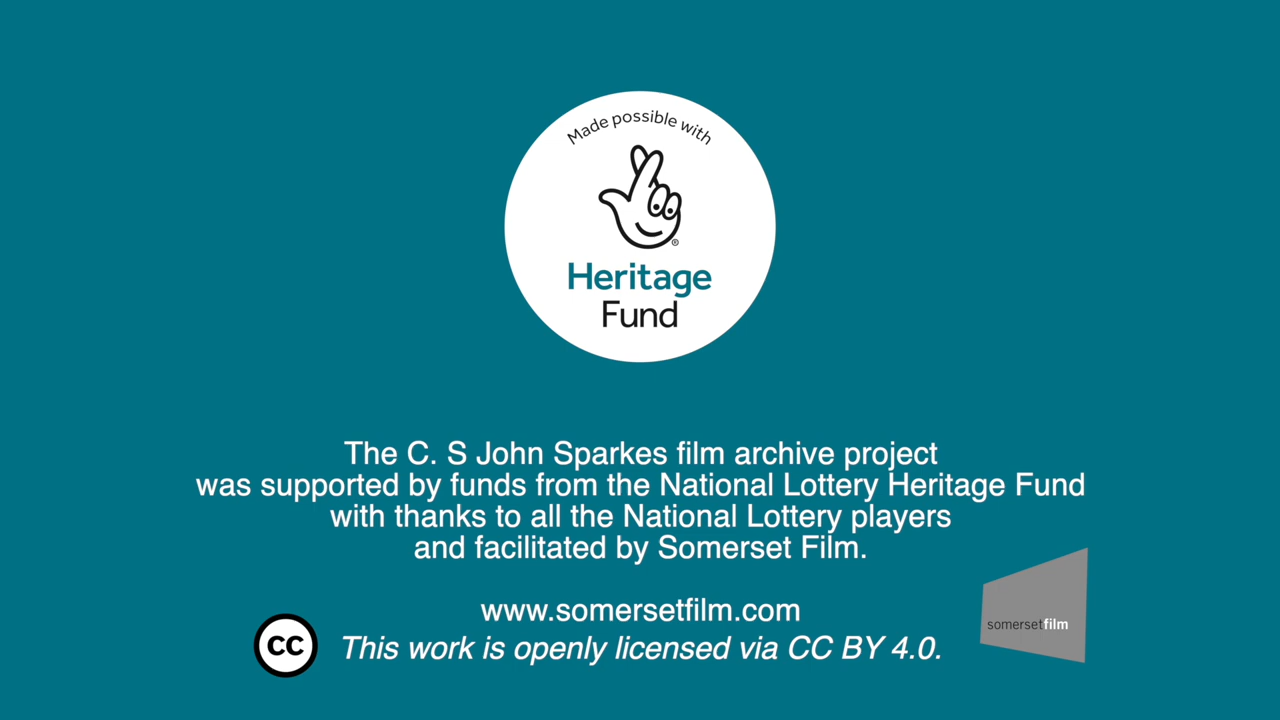 Made possible with
®
Heritage
Fund
The C. S John Sparkes film archive project
was supported by funds from the National Lottery Heritage Fund
with thanks to all the National Lottery players
and facilitated by Somerset Film.
www.somersetfilm.com
somersetfilm
cc
This work is openly licensed via CC BY 4.0.